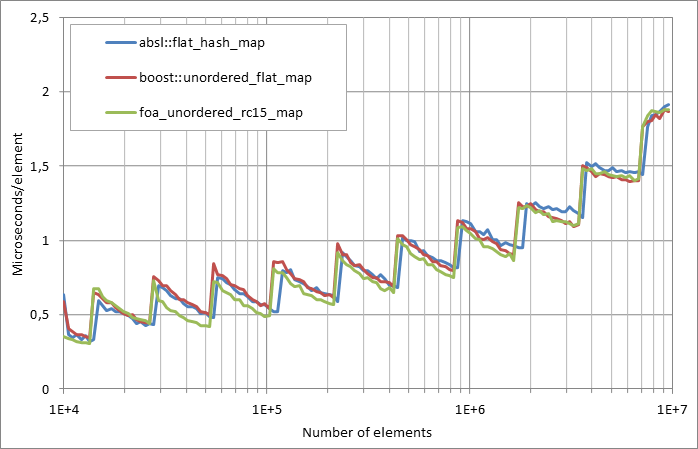 2,5
absl::flat_hash_map
2
boost::unordered_flat_map
foa_unordered_rc15_map
1,5
Microseconds/element
1
0,5
0
1E+4
1E+5
1E+6
1E+7
Number of elements